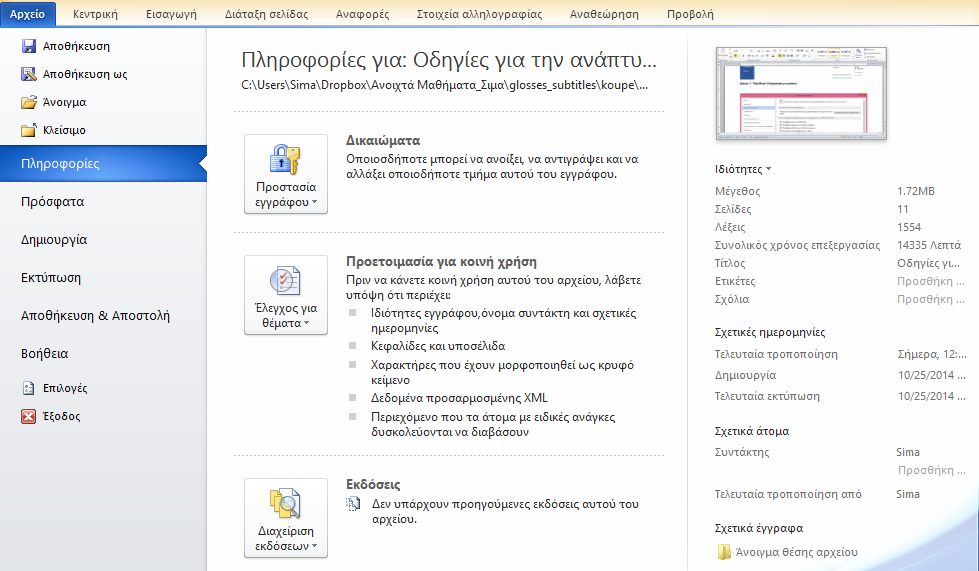 Αρχείο Κεντρική Εισαγωγή Διάταξη σελίδας Αναφορές Στοιχεία αλληλογραφίας Αναθεώρηση Προβολή
Αποθήκευση
Αποθήκευση ως
Άνοιγμα
Κλείσιμο
Πληροφορίες
Πρόσφατα
Δημιουργία
Εκτύπωση
Αποθήκευση & Αποστολή
Βοήθεια
Επιλογές
Έξοδος
Πληροφορίες για: Οδηγίες για την ανάπτυ...
C:\Users\Sima\Dropbox\Ανοιχτά Μαθήματα_Σιμα\glosses_subtitles\koupe\...
Προστασία
εγγράφου
Δικαιώματα
Οποιοσδήποτε μπορεί να ανοίξει, να αντιγράψει και να
αλλάξει οποιοδήποτε τμήμα αυτού του εγγράφου.
Έλεγχος για
θέματα
Προετοιμασία για κοινή χρήση
Πριν να κάνετε κοινή χρήση αυτού του αρχείου, λάβετε
υπόψη ότι περιέχει:
Ιδιότητες εγγράφου,όνομα συντάκτη και σχετικές
ημερομηνίες
Κεφαλίδες και υποσέλιδα
Χαρακτήρες που έχουν μορφοποιηθεί ως κρυφό
κείμενο
Δεδομένα προσαρμοσμένης XML
Περιεχόμενο που τα άτομα με ειδικές ανάγκες
δυσκολεύονται να διαβάσουν
Διαχείριση
εκδόσεων
Εκδόσεις
Δεν υπάρχουν προηγούμενες εκδόσεις αυτού του
αρχείου.
Ιδιότητες
Μέγεθος 1.72MB
Σελίδες 11
Λέξεις 1554
Συνολικός χρόνος επεξεργασίας 14335 Λεπτά
Τίτλος Οδηγίες γι...
Ετικέτες Προσθήκη ...
Σχόλια Προσθήκη ...
Σχετικές ημερομηνίες
Τελευταία τροποποίηση Σήμερα, 12:...
Δημιουργία 10/25/2014 ...
Τελευταία εκτύπωση 10/25/2014 ...
Σχετικά άτομα
Συντάκτης Sima
Προσθήκη ...
Τελευταία τροποποίηση από Sima
Σχετικά έγγραφα
Άνοιγμα θέσης αρχείου